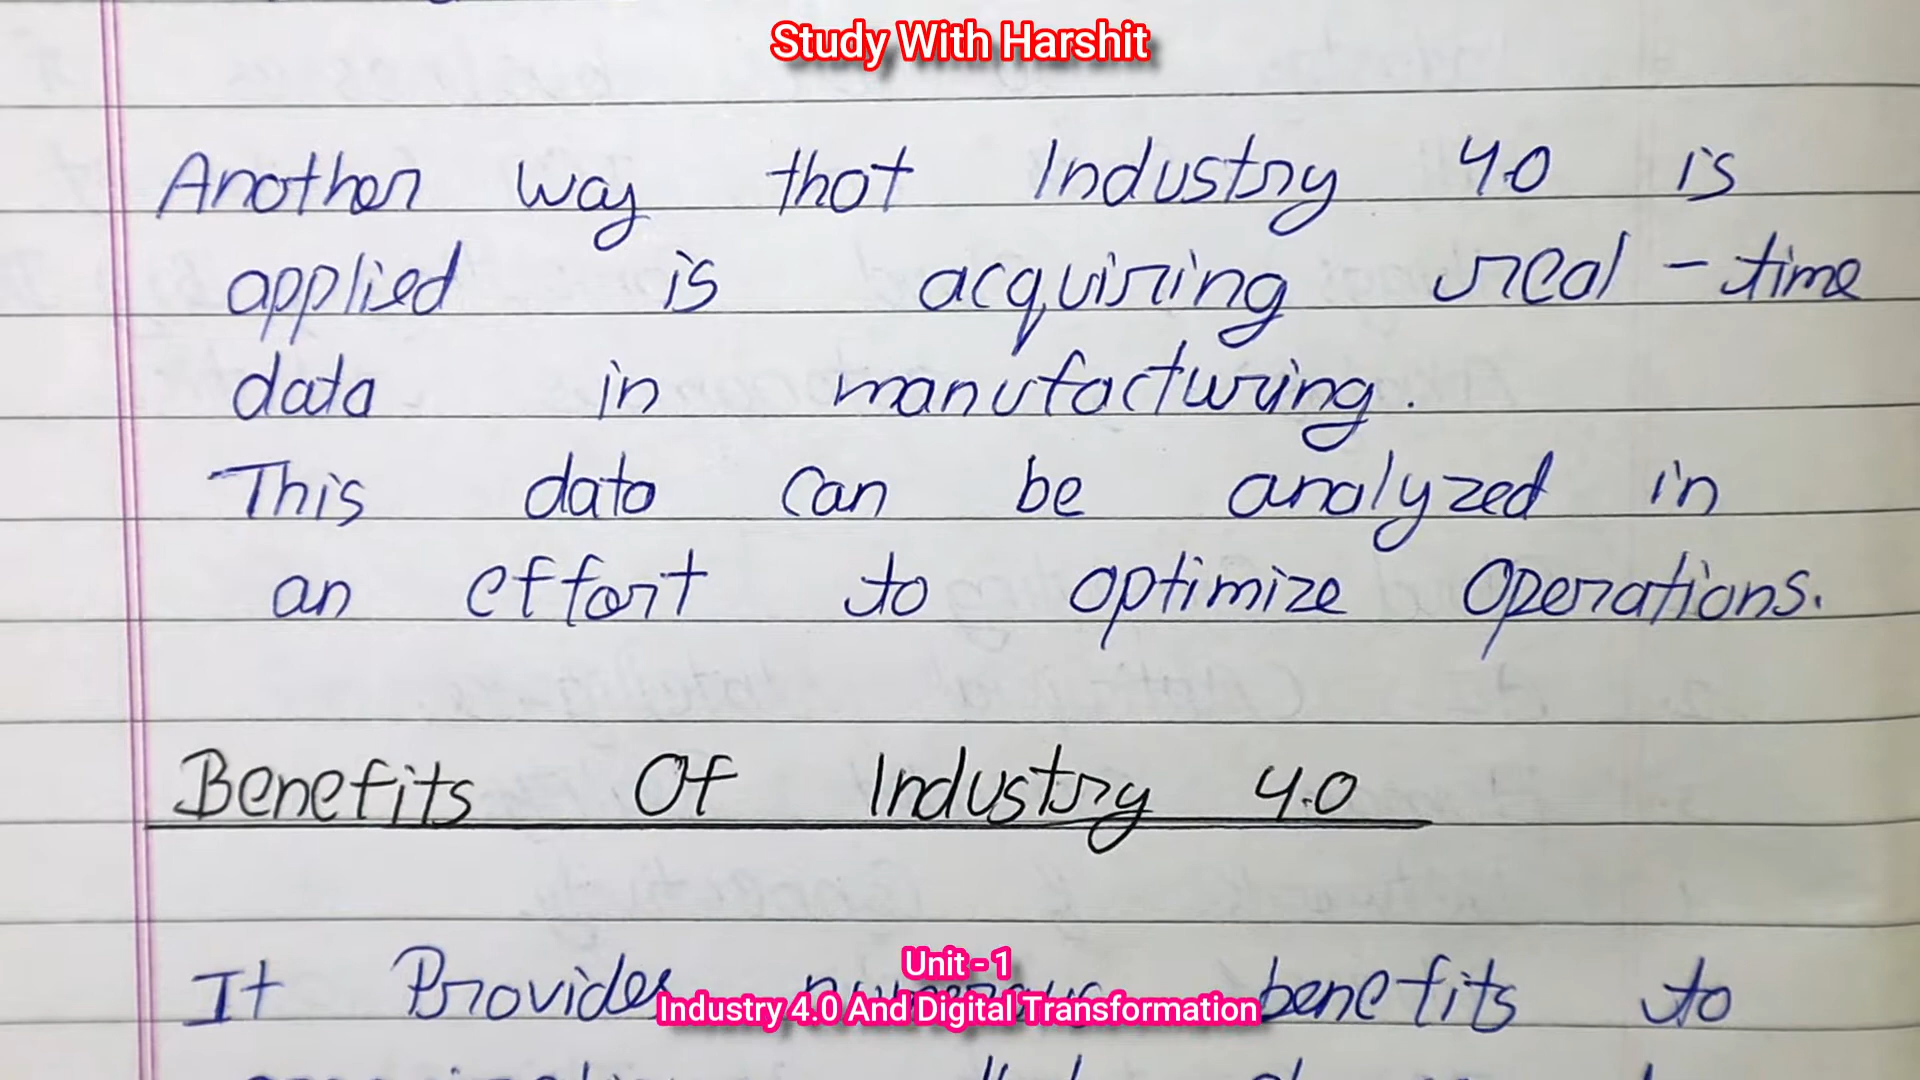 Study With Harshit
Another way that Industry 4.0 is
applied is acquiring real-time
data in manufacturing.
This data can be analyzed in
an effort to optimize operations.
Benefits Of Industry 4.0
Unit - 1
It Provides numerous benefits to
Industry 4.0 And Digital Transformation